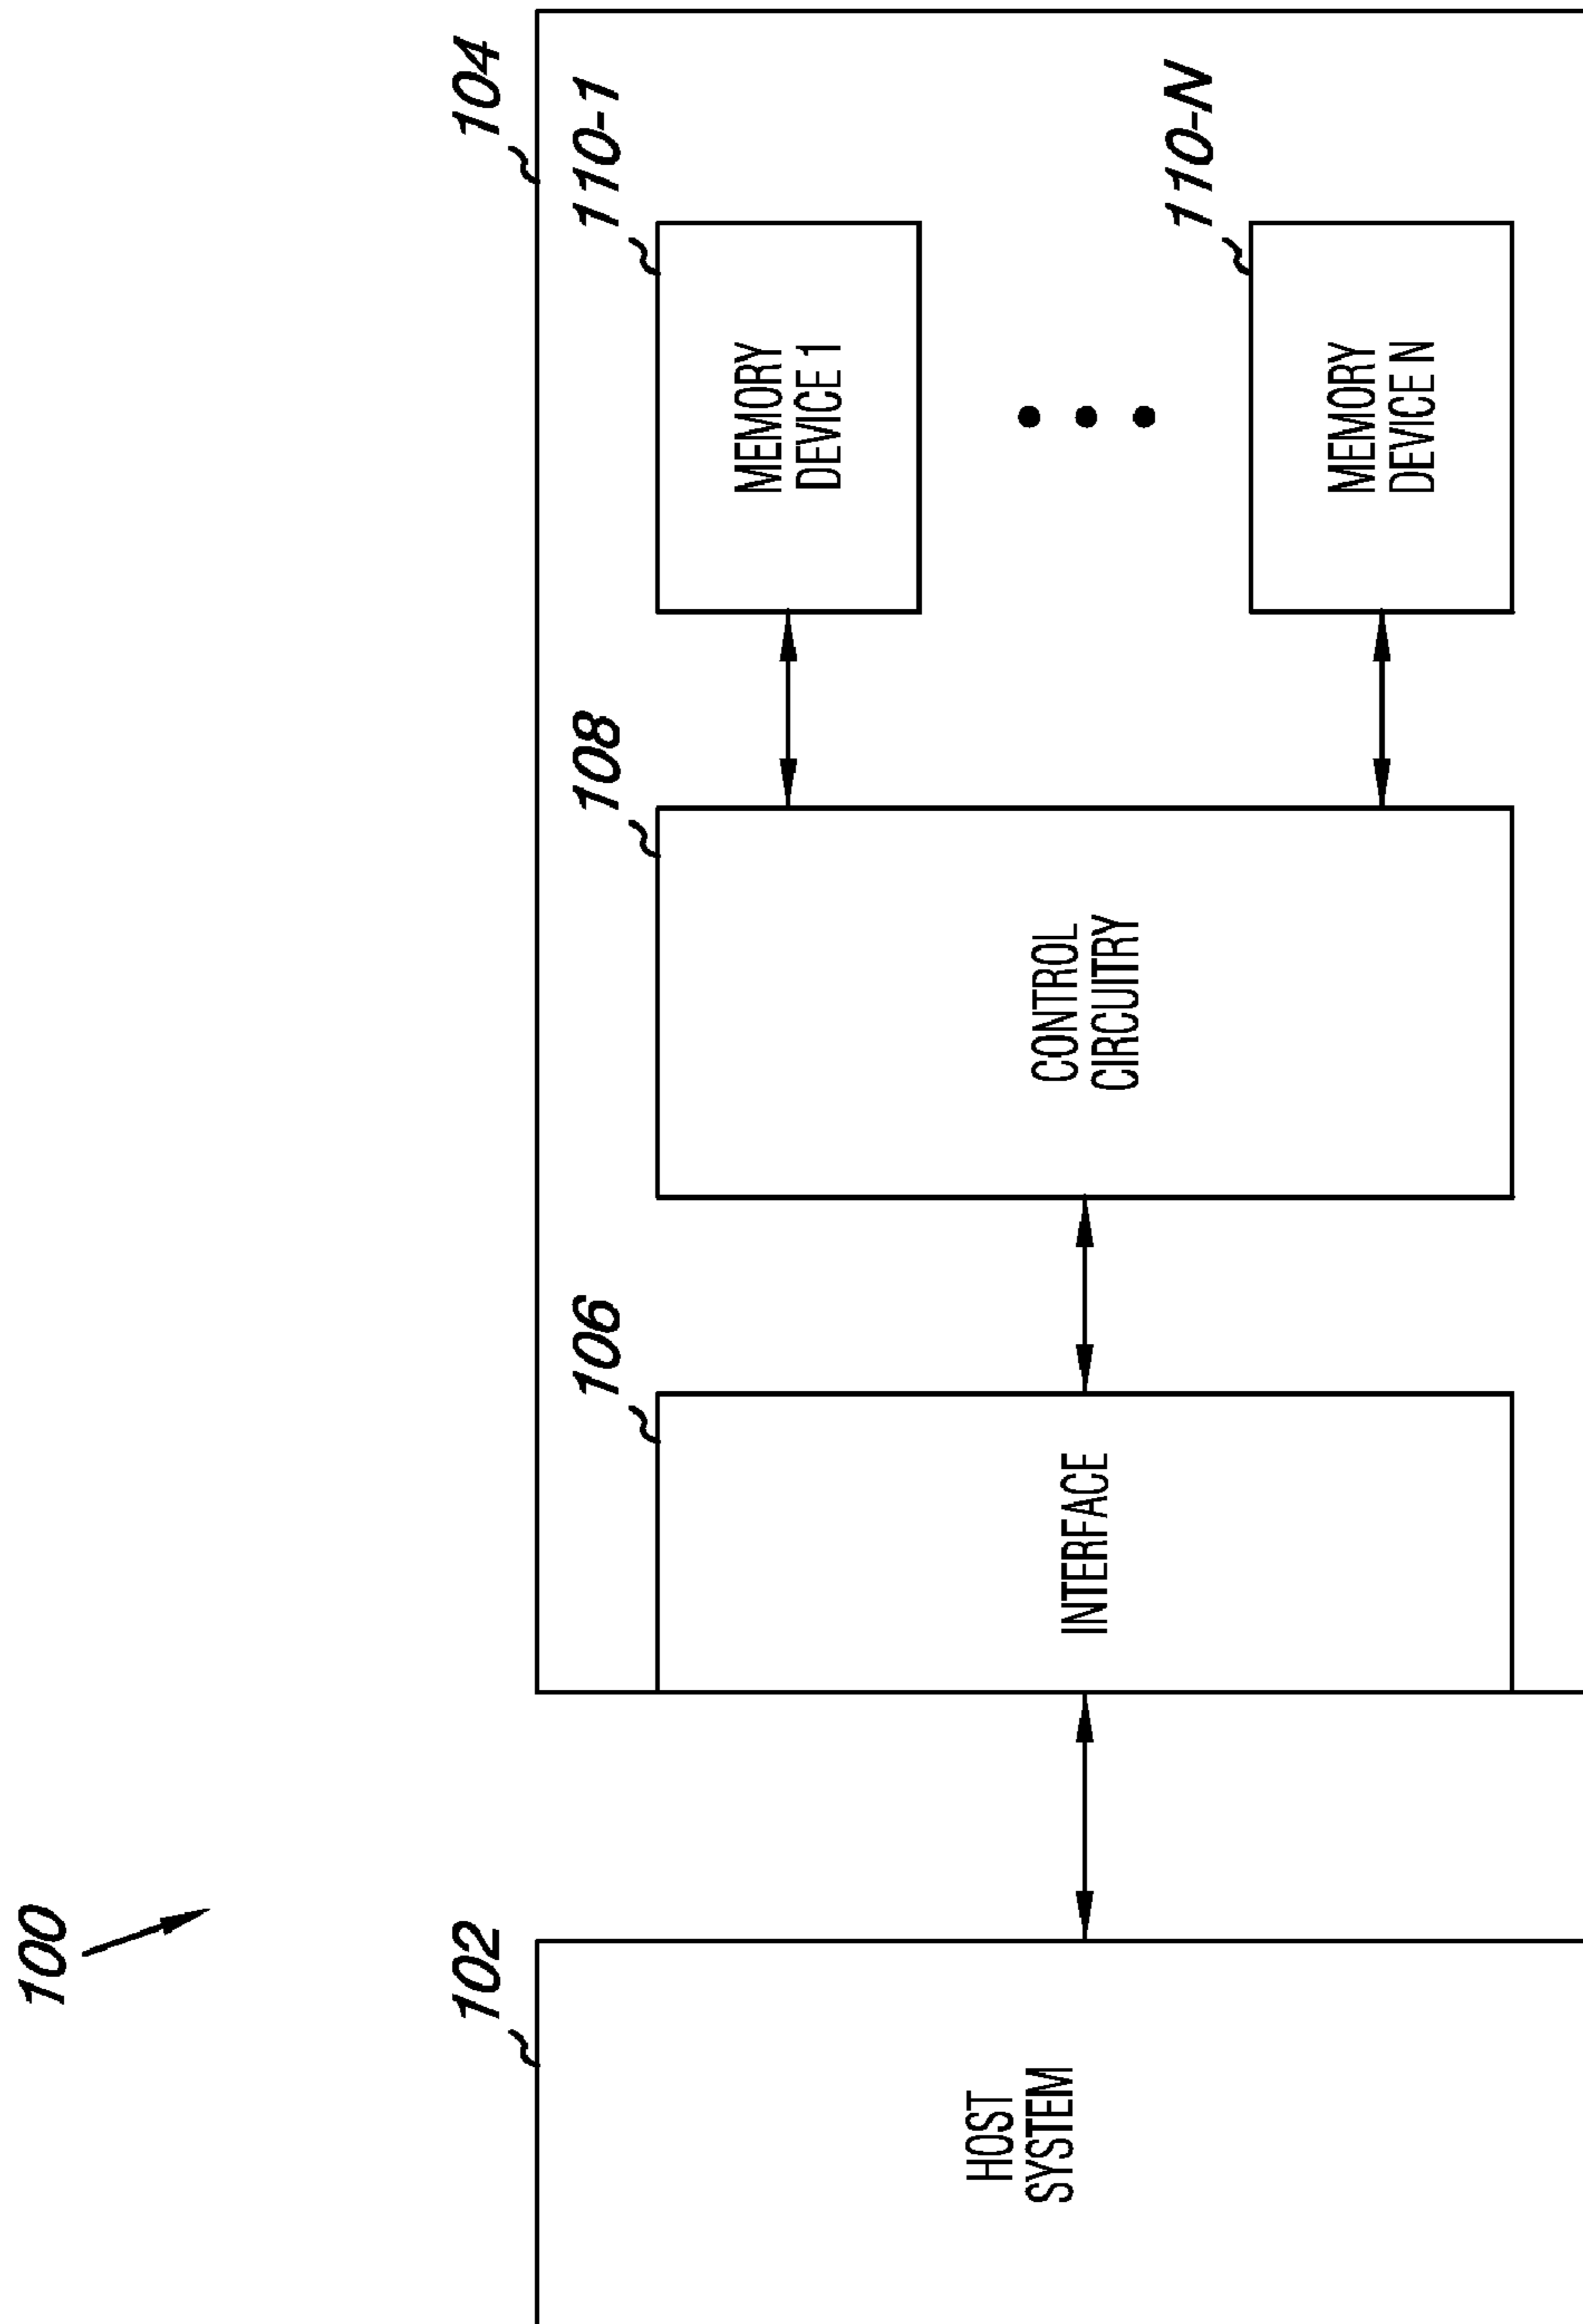 100
102
HOST
SYSTEM
104
106
INTERFACE
108
CONTROL
CIRCUITRY
110-1
MEMORY
DEVICE 1
110-N
MEMORY
DEVICE N